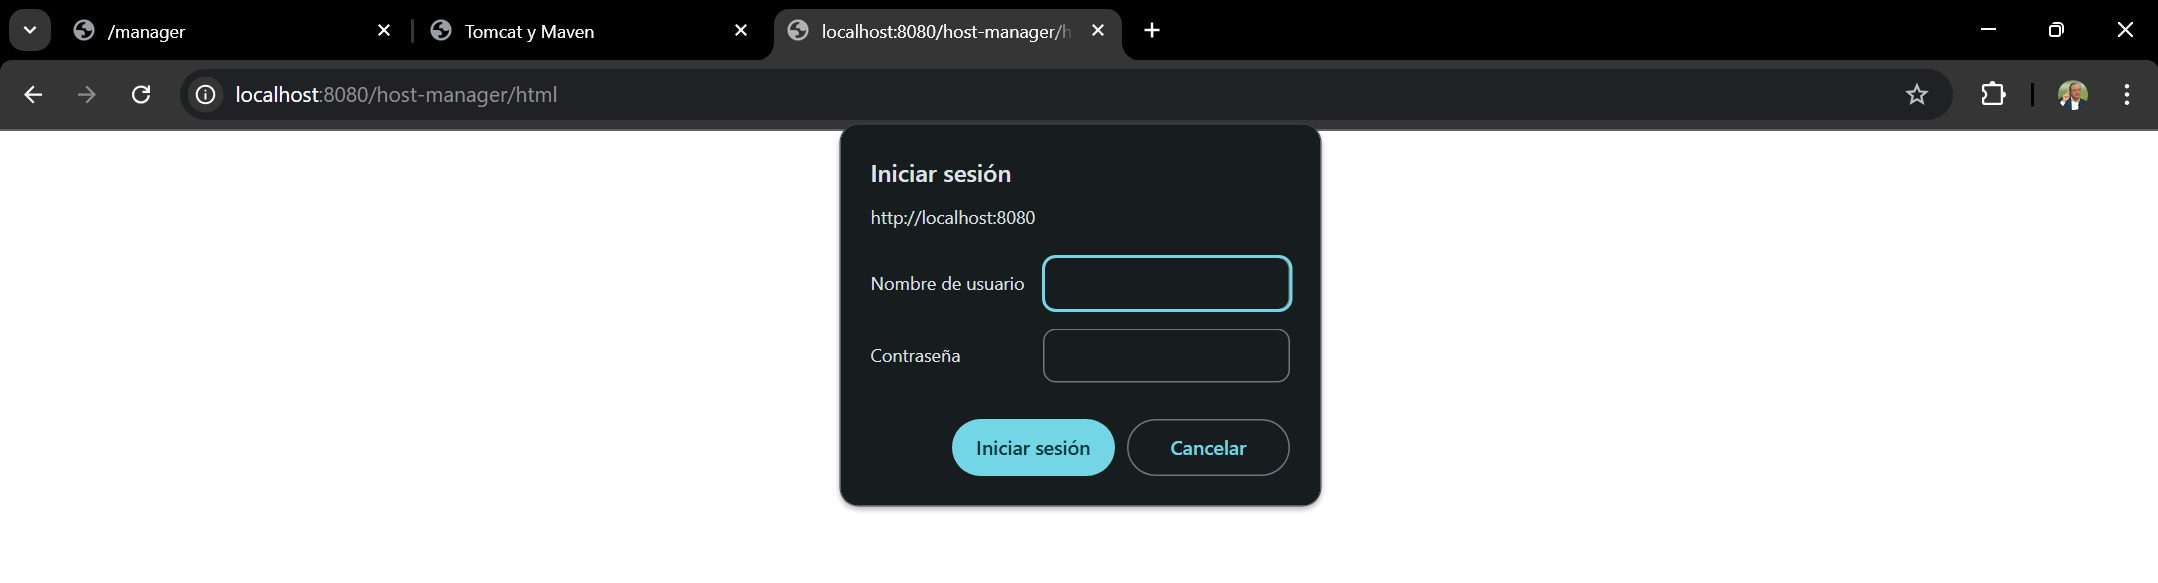 /manager
Tomcat y Maven
localhost:8080/host-manager/h
localhost:8080/host-manager/html
Iniciar sesión
http://localhost:8080
Nombre de usuario
Contraseña
Iniciar sesión
Cancelar